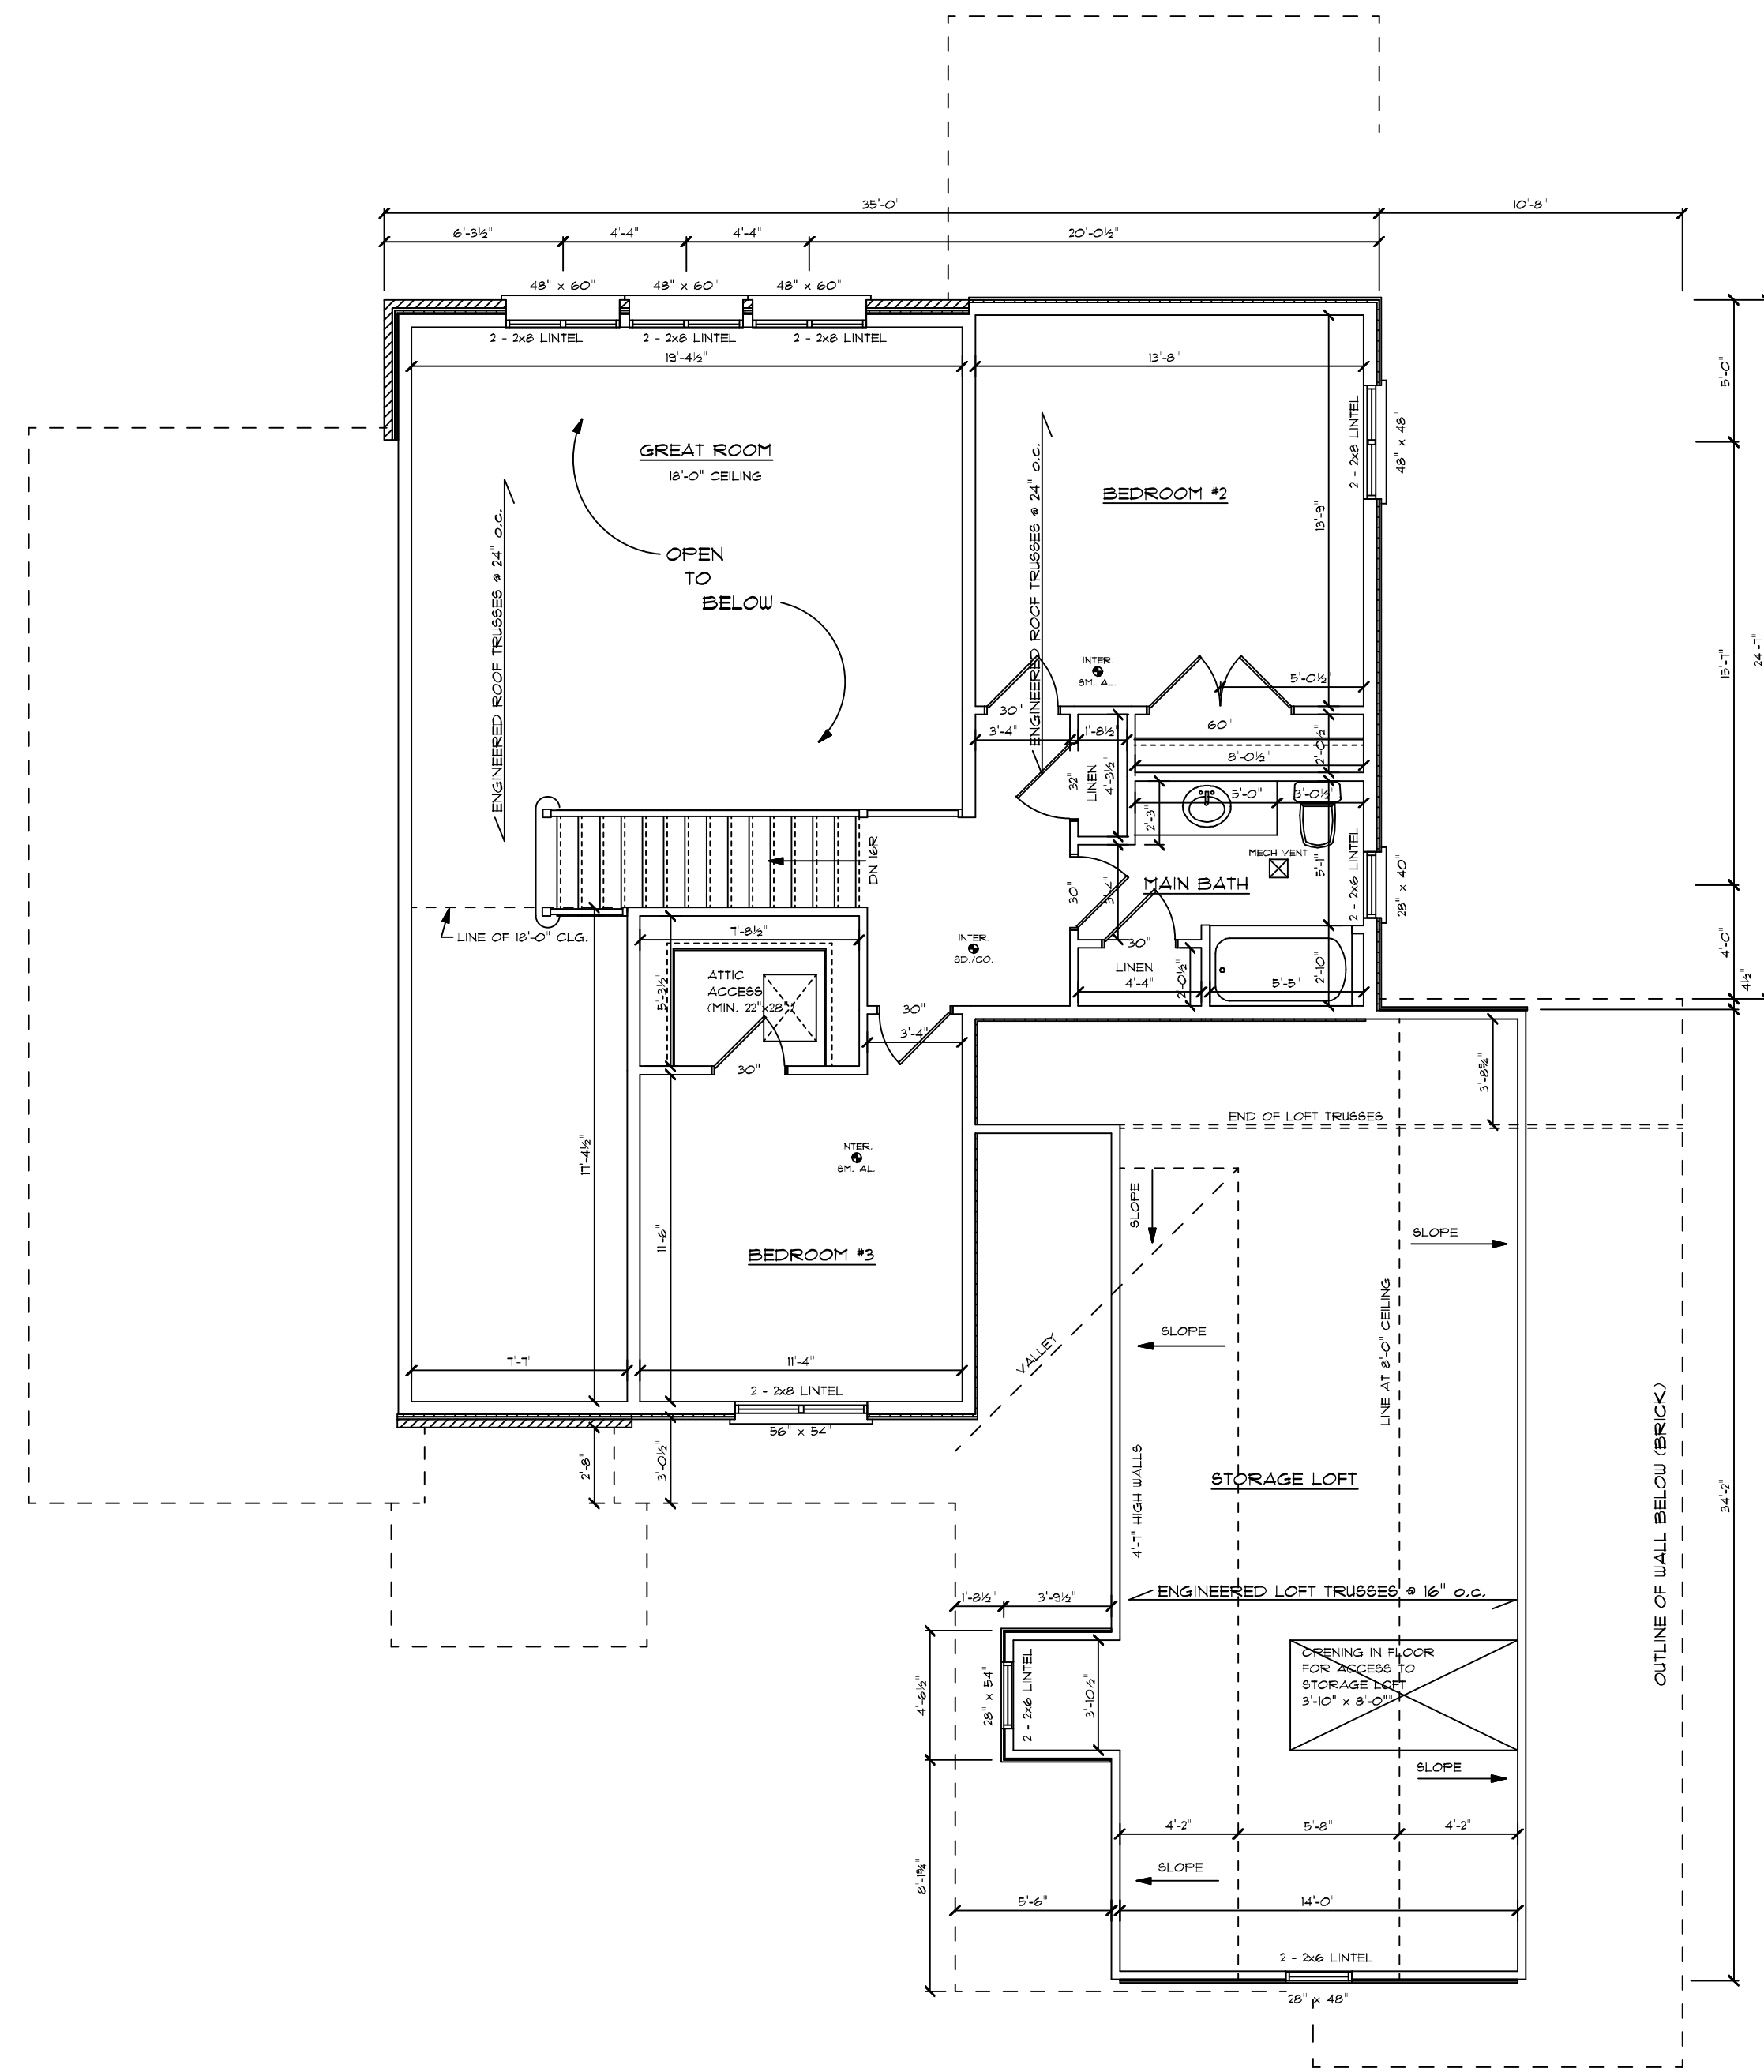 35'-0"
10'-8"
6'-3½"
4'-4"
4'-4"
20'-0½"
48" x 60"
48" x 60"
48" x 60"
2 - 2x8 LINTEL
2 - 2x8 LINTEL
2 - 2x8 LINTEL
19'-4½"
13'-8"
5'-0"
2 - 2x8 LINTEL
48" x 48"
GREAT ROOM
18'-0" CEILING
ENGINEERED ROOF TRUSSES @ 24" o.c.
ENGINEERED ROOF TRUSSES @ 24" o.c.
BEDROOM #2
13'-9"
OPEN
TO
BELOW
15'-7"
24'-7"
INTER.
SM. AL.
5'-0½"
30"
3'-4"
1'-8½"
60"
2'-0½"
8'-0½"
32"
LINEN
4'-3½"
5'-0"
3'-0½"
2'-3"
MECH VENT
5'-1"
2 - 2x6 LINTEL
28" x 40"
DN 16R
MAIN BATH
30"
3'-4"
30"
LINE OF 18'-0" CLG.
7'-8½"
INTER.
SD./CO.
LINEN
4'-4"
2'-0½"
5'-5"
2'-10"
4'-0"
4½"
ATTIC
ACCESS
(MIN. 22"x28")
5'-3½"
30"
30"
3'-4"
3'-8¾"
END OF LOFT TRUSSES
17'-4½"
INTER.
SM. AL.
SLOPE
SLOPE
11'-6"
BEDROOM #3
LINE AT 8'-0" CEILING
SLOPE
VALLEY
7'-7"
11'-4"
2 - 2x8 LINTEL
56" x 54"
2'-8"
3'-0½"
4'-7" HIGH WALLS
STORAGE LOFT
OUTLINE OF WALL BELOW (BRICK)
34'-2"
ENGINEERED LOFT TRUSSES @ 16" o.c.
1'-8½"
3'-9½"
4'-6½"
28" x 54"
2 - 2x6 LINTEL
3'-10½"
OPENING IN FLOOR
FOR ACCESS TO
STORAGE LOFT
3'-10" x 8'-0""
SLOPE
4'-2"
5'-8"
4'-2"
SLOPE
8'-1¾"
5'-6"
14'-0"
2 - 2x6 LINTEL
28" x 48"